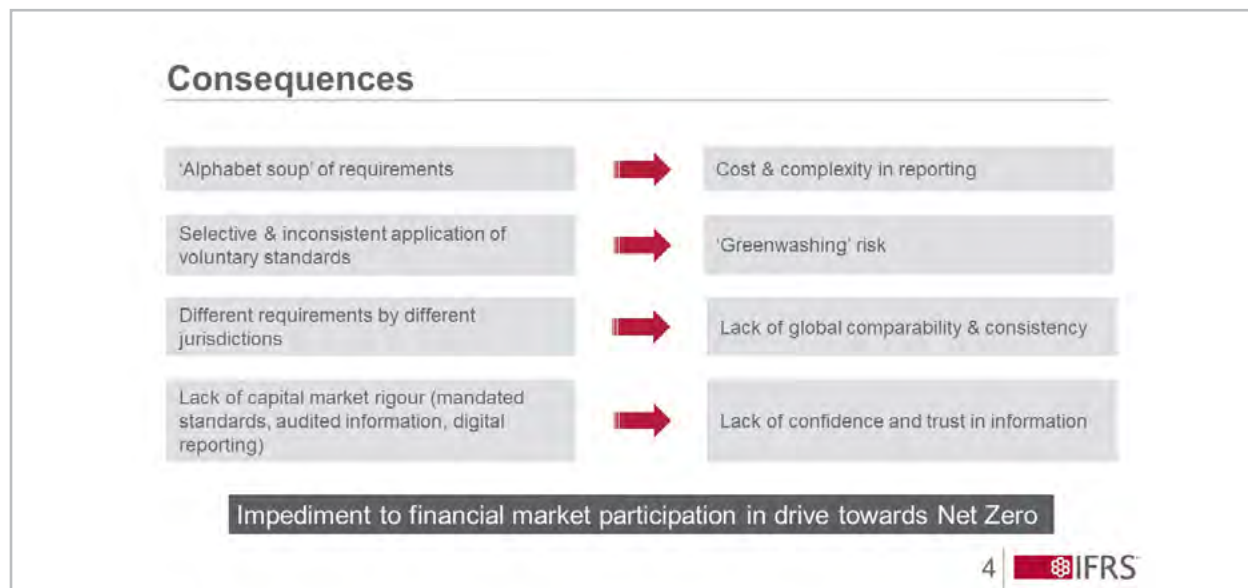 Consequences
‘Alphabet soup’ of requirements
Cost & complexity in reporting
Selective & inconsistent application of
voluntary standards
‘Greenwashing’ risk
Different requirements by different
jurisdictions
Lack of global comparability & consistency
Lack of capital market rigour (mandated
standards, audited information, digital
reporting)
Lack of confidence and trust in information
Impediment to financial market participation in drive towards Net Zero
4
IFRS